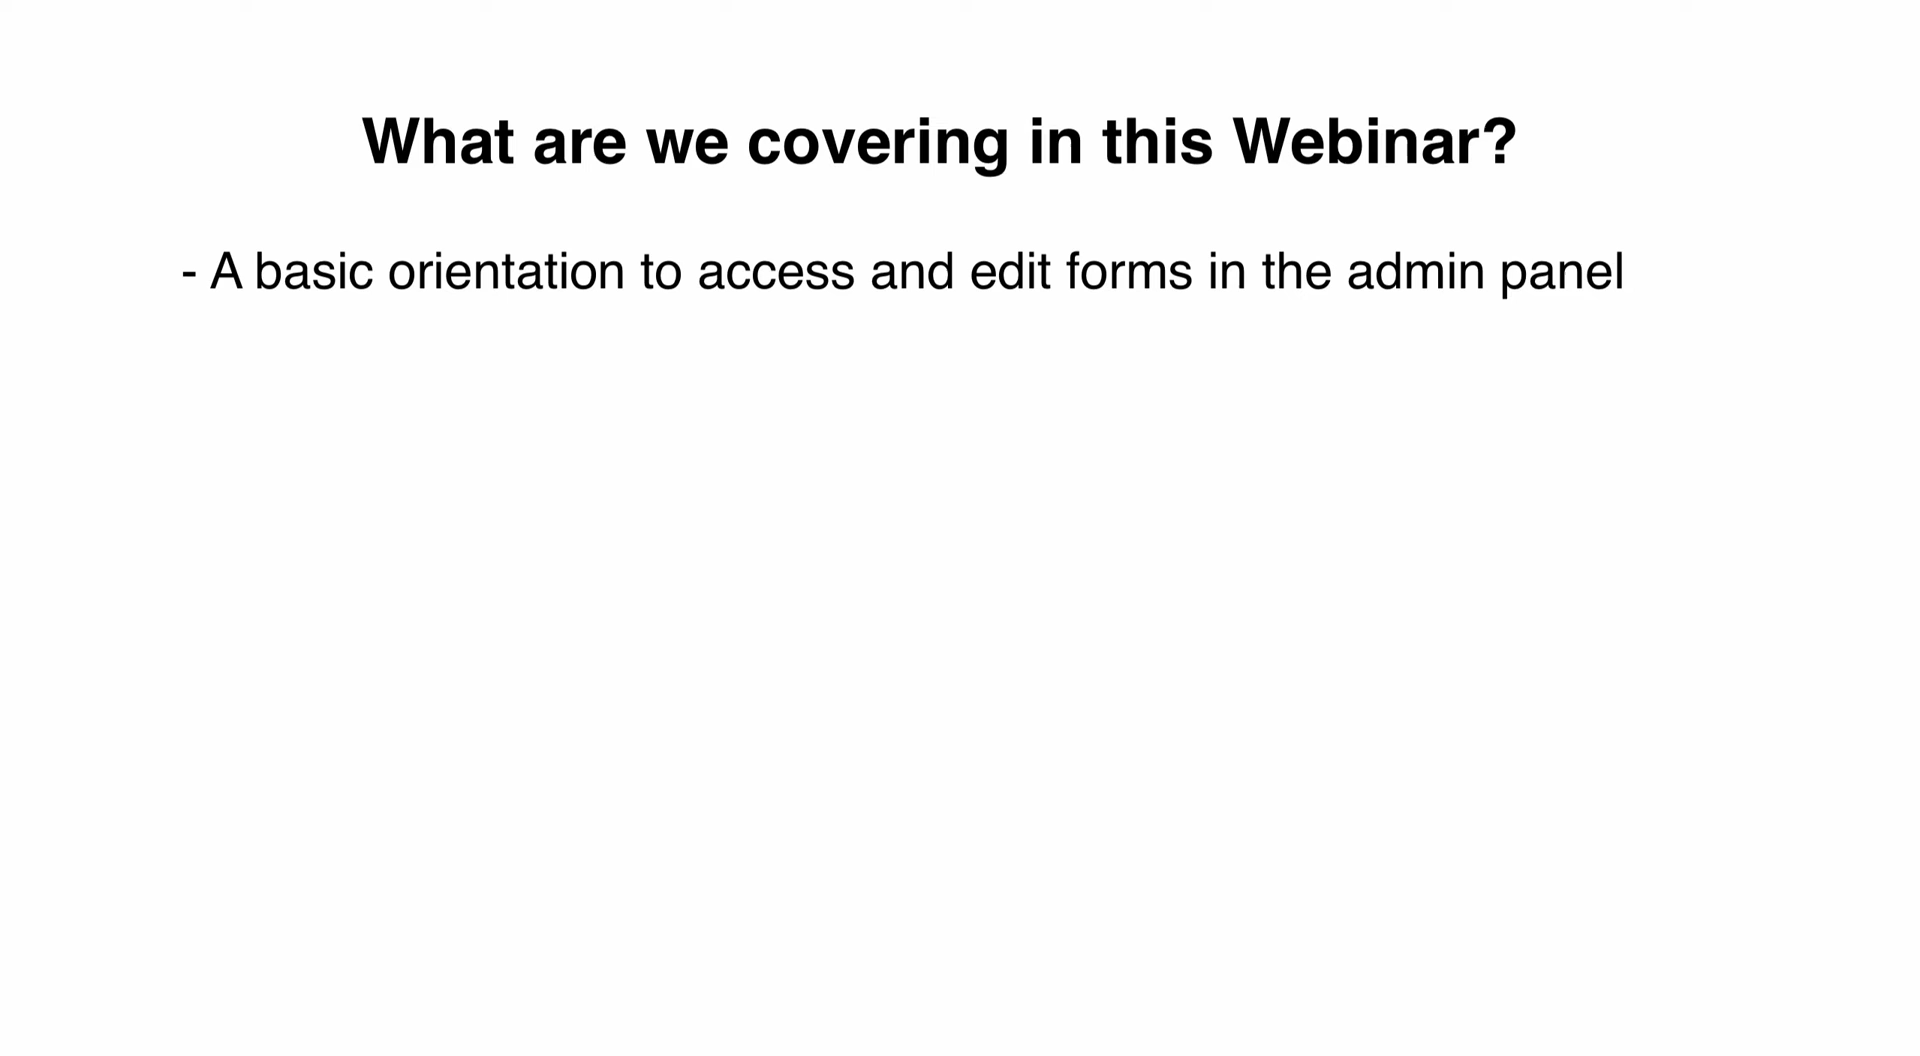 What are we covering in this Webinar?
- A basic orientation to access and edit forms in the admin panel